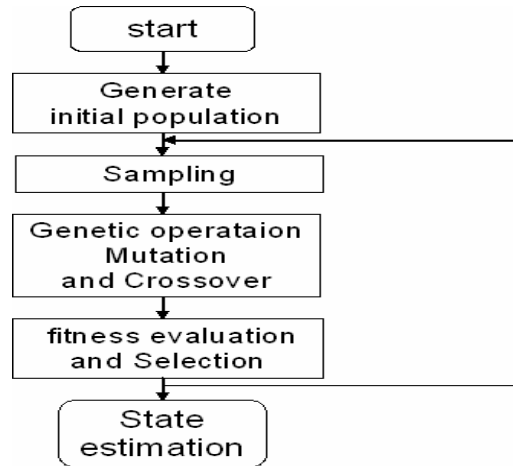 start
Generate
initial population
Sampling
Genetic operataion
Mutation
and Crossover
fitness evaluation
and Selection
State
estimation